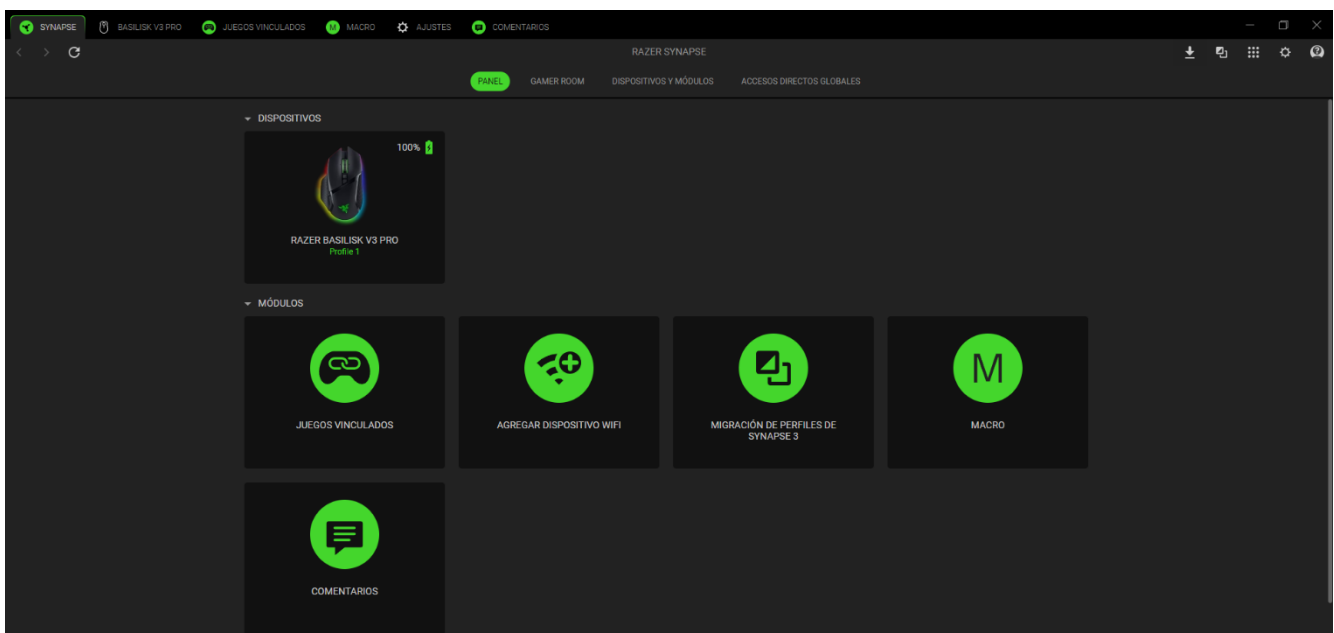 SYNAPSE
BASILISK V3 PRO
JUEGOS VINCULADOS
M
MACRO
AJUSTES
COMENTARIOS
RAZER SYNAPSE
PANEL
GAMER ROOM
DISPOSITIVOS Y MÓDULOS
ACCESOS DIRECTOS GLOBALES
DISPOSITIVOS
100%
RAZER BASILISK V3 PRO
Profile 1
MÓDULOS
JUEGOS VINCULADOS
AGREGAR DISPOSITIVO WIFI
MIGRACIÓN DE PERFILES DE
SYNAPSE 3
M
MACRO
COMENTARIOS